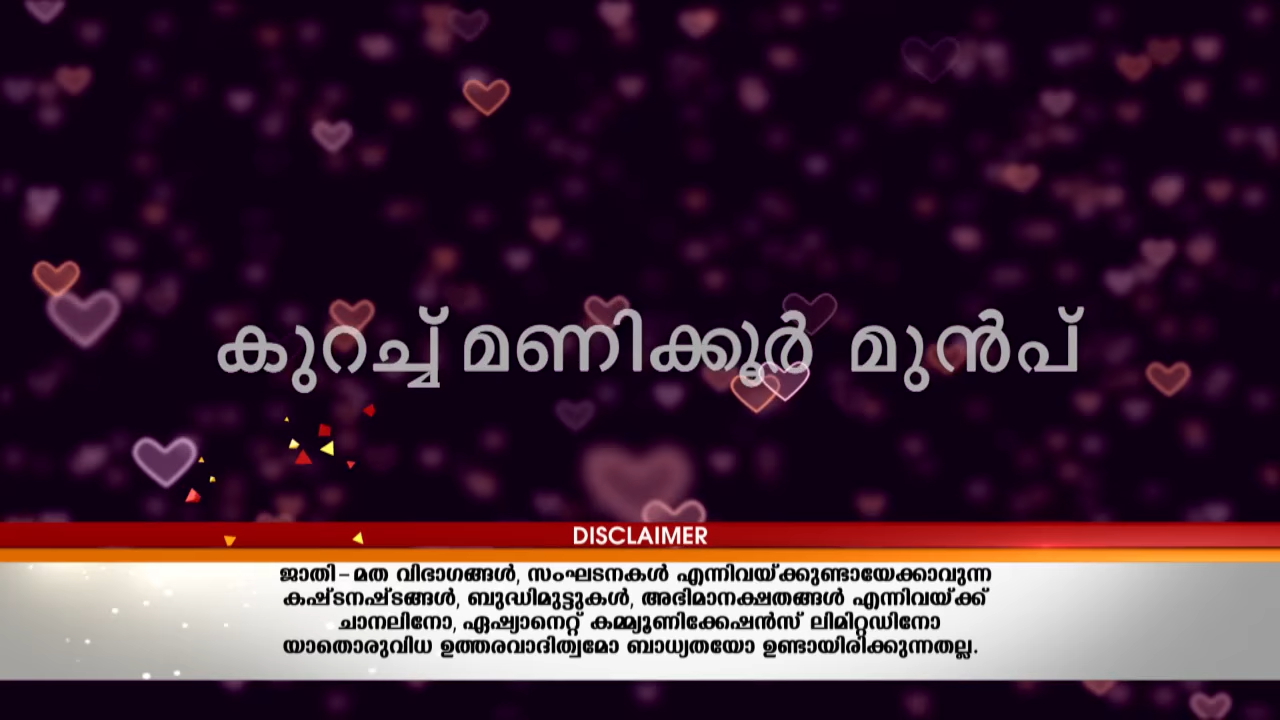 കുറച്ച് മണിക്കൂർ മുൻപ്
DISCLAIMER
ജാതി – മത വിഭാഗങ്ങൾ, സംഘടനകൾ എന്നിവയ്ക്കുണ്ടായേക്കാവുന്ന
കഷ്ടനഷ്ടങ്ങൾ, ബുദ്ധിമുട്ടുകൾ, അഭിമാനക്ഷതങ്ങൾ എന്നിവയ്ക്ക്
ചാനലിനോ, ഏഷ്യാനെറ്റ് കമ്മ്യൂണിക്കേഷൻസ് ലിമിറ്റഡിനോ
യാതൊരുവിധ ഉത്തരവാദിത്വമോ ബാധ്യതയോ ഉണ്ടായിരിക്കുന്നതല്ല.